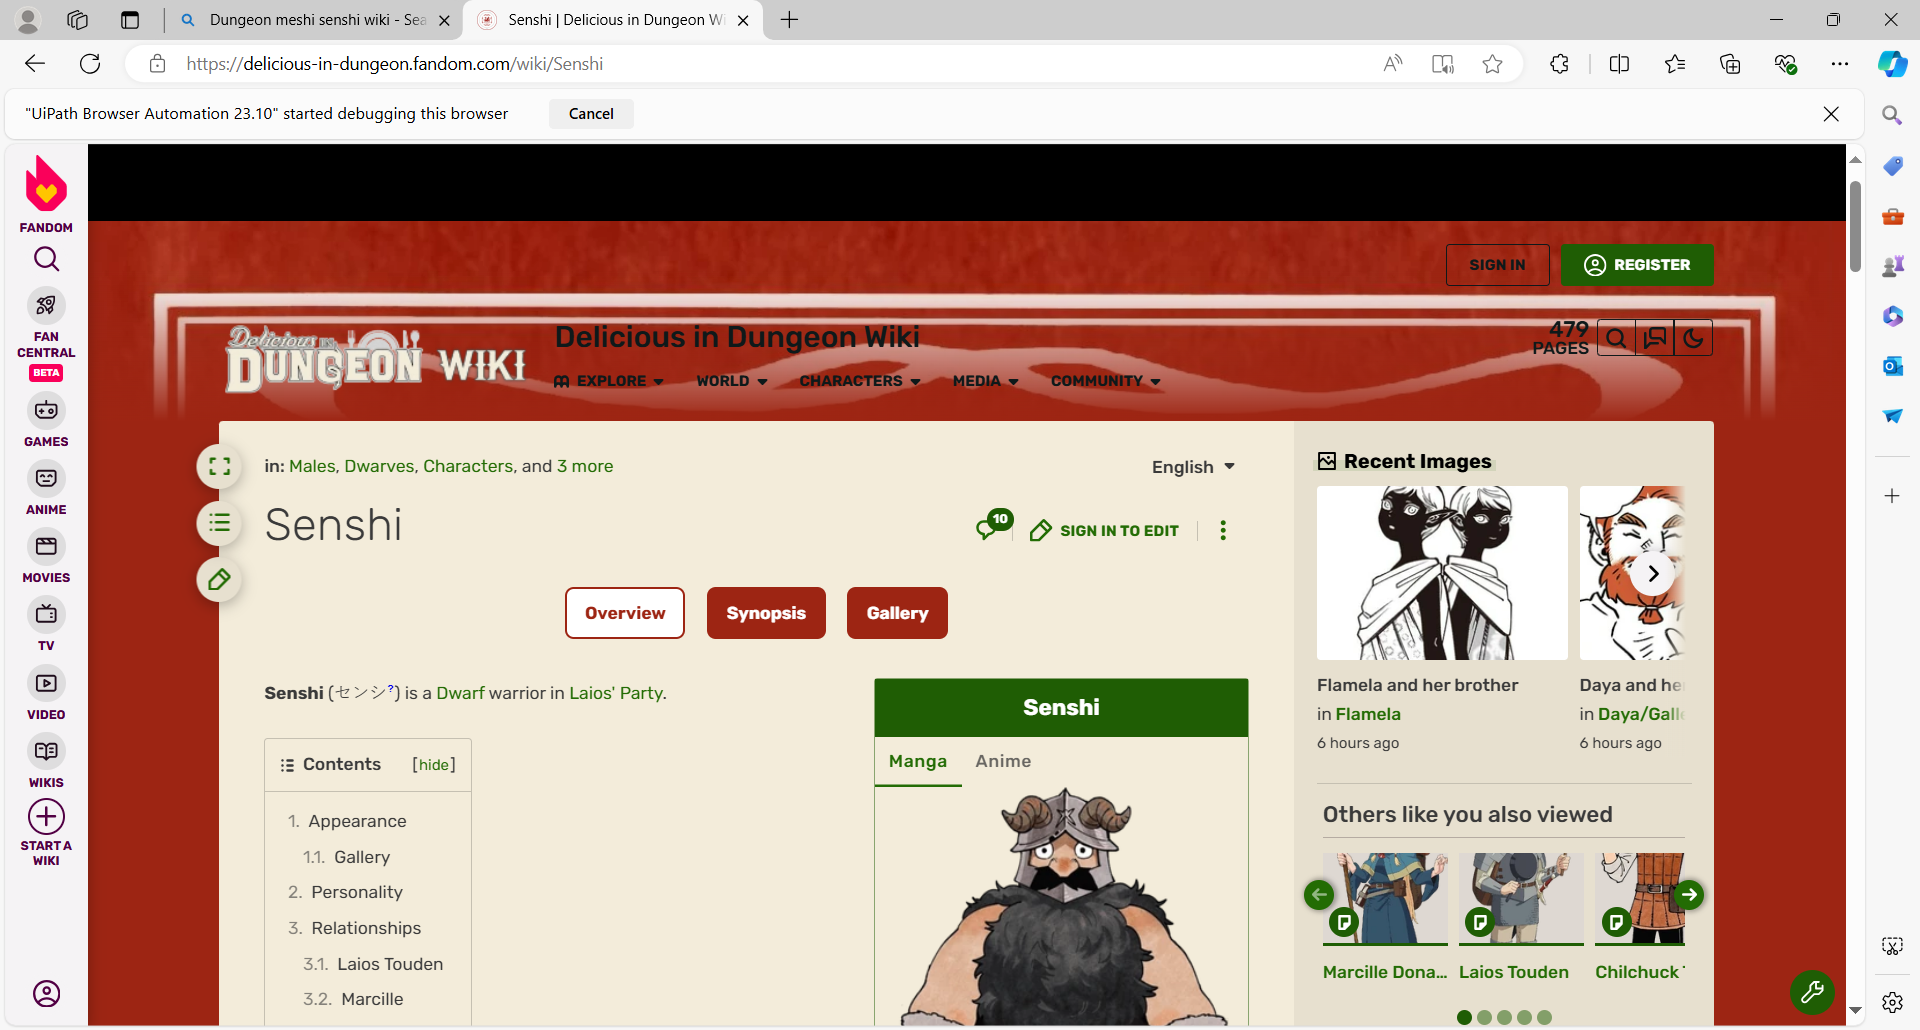 Dungeon meshi senshi wiki - Sea
Senshi | Delicious in Dungeon Wi
https://delicious-in-dungeon.fandom.com/wiki/Senshi
"UiPath Browser Automation 23.10" started debugging this browser
Cancel
FANDOM
FAN
CENTRAL
BETA
GAMES
ANIME
MOVIES
TV
VIDEO
WIKIS
START A
WIKI
SIGN IN
REGISTER
Delicious in
DUNGEON WIKI
Delicious in Dungeon Wiki
479
PAGES
EXPLORE WORLD CHARACTERS MEDIA COMMUNITY
in: Males, Dwarves, Characters, and 3 more
English
Senshi
10
SIGN IN TO EDIT
Overview
Synopsis
Gallery
Senshi (センシ?) is a Dwarf warrior in Laios' Party.
Contents [hide]
1. Appearance
1.1. Gallery
2. Personality
3. Relationships
3.1. Laios Touden
3.2. Marcille
Senshi
Manga Anime
Recent Images
Flamela and her brother
in Flamela
6 hours ago
Daya and he
in Daya/Galle
6 hours ago
Others like you also viewed
Marcille Dona...
Laios Touden
Chilchuck